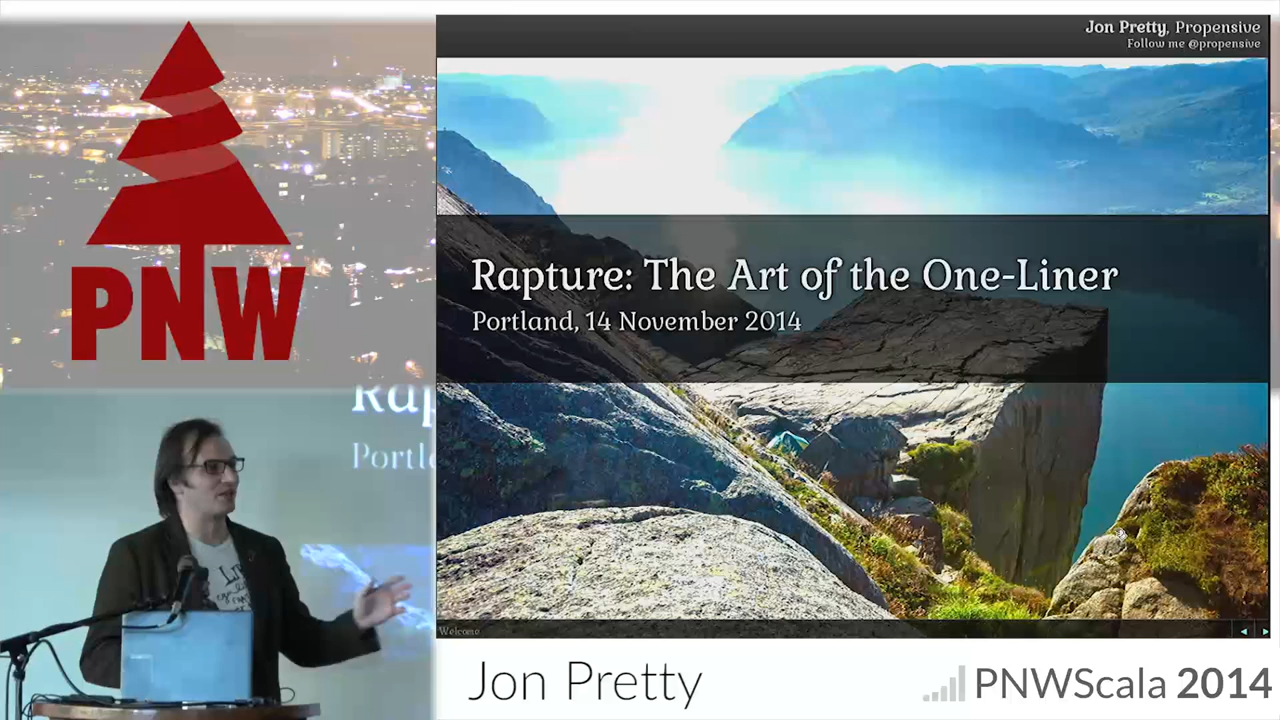 PNW
Jon Pretty, Propensive
Follow me @propensive
Rapture: The Art of the One-Liner
Portland, 14 November 2014
Welcome
Jon Pretty
PNWScala 2014